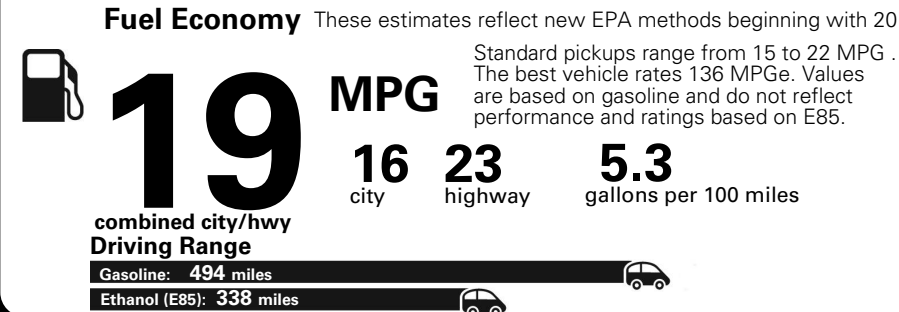 Fuel Economy These estimates reflect new EPA methods beginning with 20
Standard pickups range from 15 to 22 MPG .
The best vehicle rates 136 MPGe. Values
are based on gasoline and do not reflect
performance and ratings based on E85.
19 MPG
16 23 5.3
city highway gallons per 100 miles
combined city/hwy
Driving Range
Gasoline: 494 miles
Ethanol (E85): 338 miles